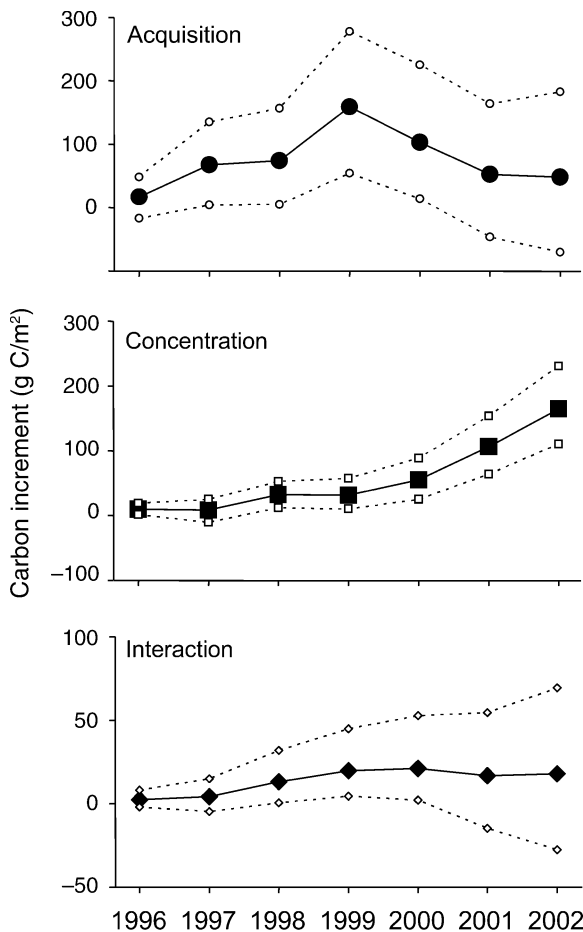 300
Acquisition
200
100
0
300
Concentration
200
100
0
–100
Carbon increment (g C/m²)
100
Interaction
50
0
–50
1996 1997 1998 1999 2000 2001 2002